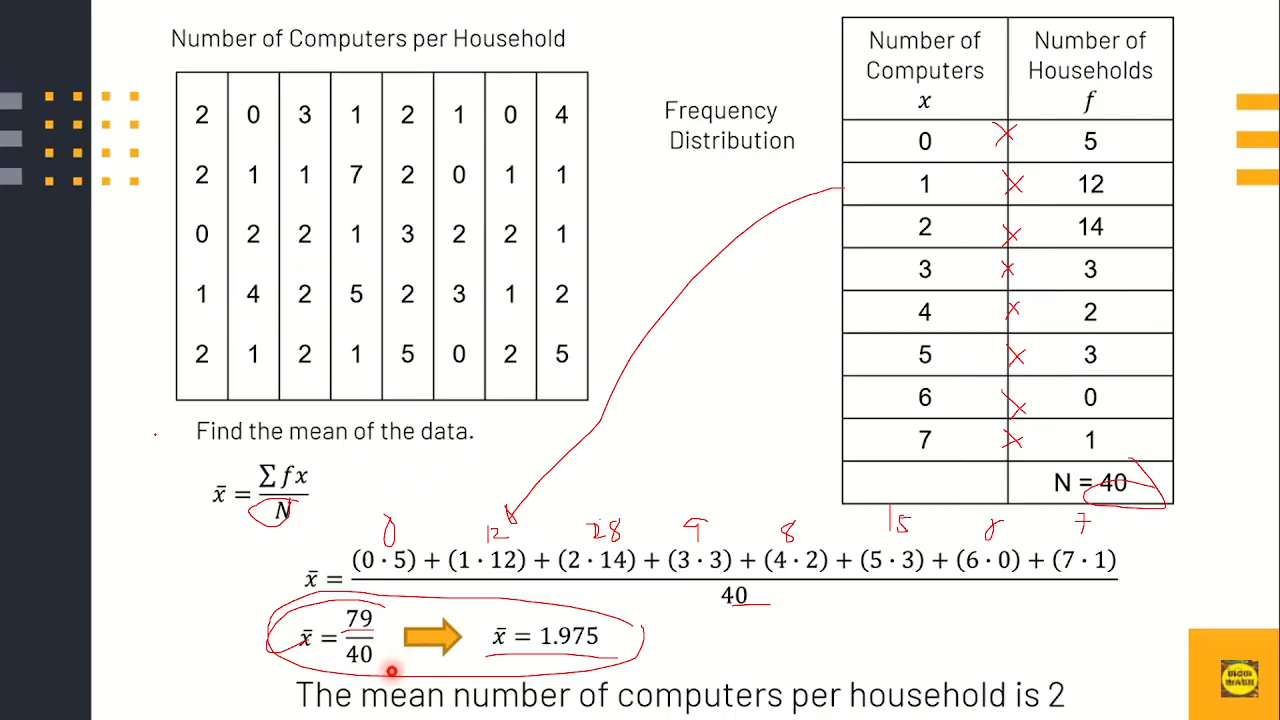 Number of Computers per Household
2 0 3 1 2 1 0 4
2 1 1 7 2 0 1 1
0 2 2 1 3 2 2 1
1 4 2 5 2 3 1 2
2 1 2 1 5 0 2 5
Frequency
Distribution
Number of Computers x Number of Households f
0 5
1 12
2 14
3 3
4 2
5 3
6 0
7 1
N = 40
Find the mean of the data.
x̄ = ∑ fx / N
0 12 28 9 8 15 0 7
x̄ = (0 · 5) + (1 · 12) + (2 · 14) + (3 · 3) + (4 · 2) + (5 · 3) + (6 · 0) + (7 · 1) / 40
x̄ = 79 / 40 x̄ = 1.975
The mean number of computers per household is 2